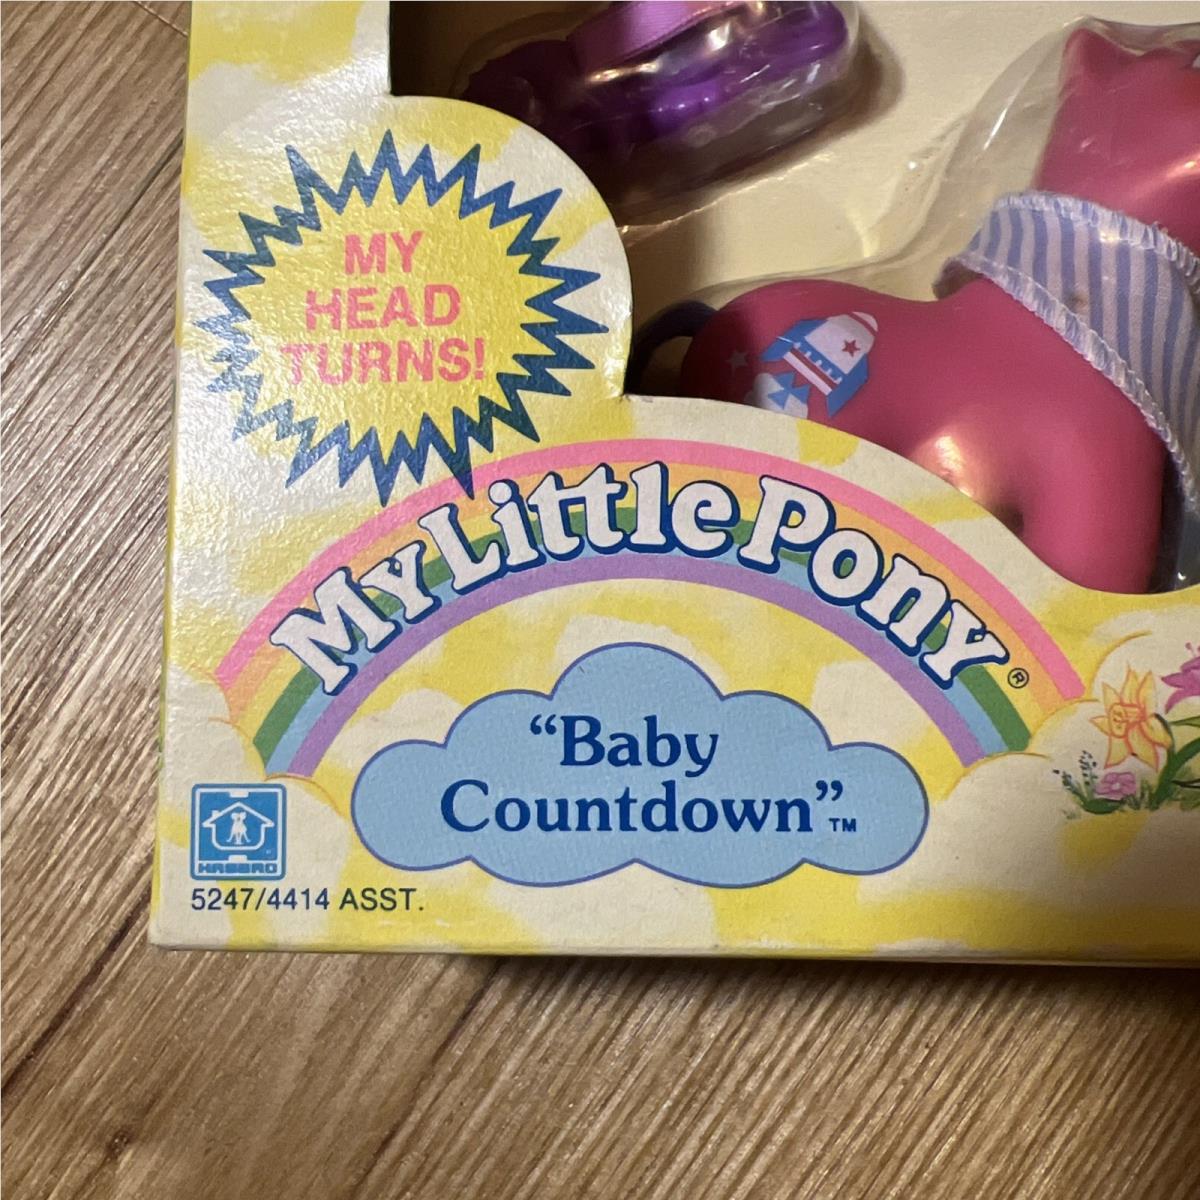 MY
HEAD
TURNS!
My Little Pony®
“Baby
Countdown”™
HASBRO
5247/4414 ASST.